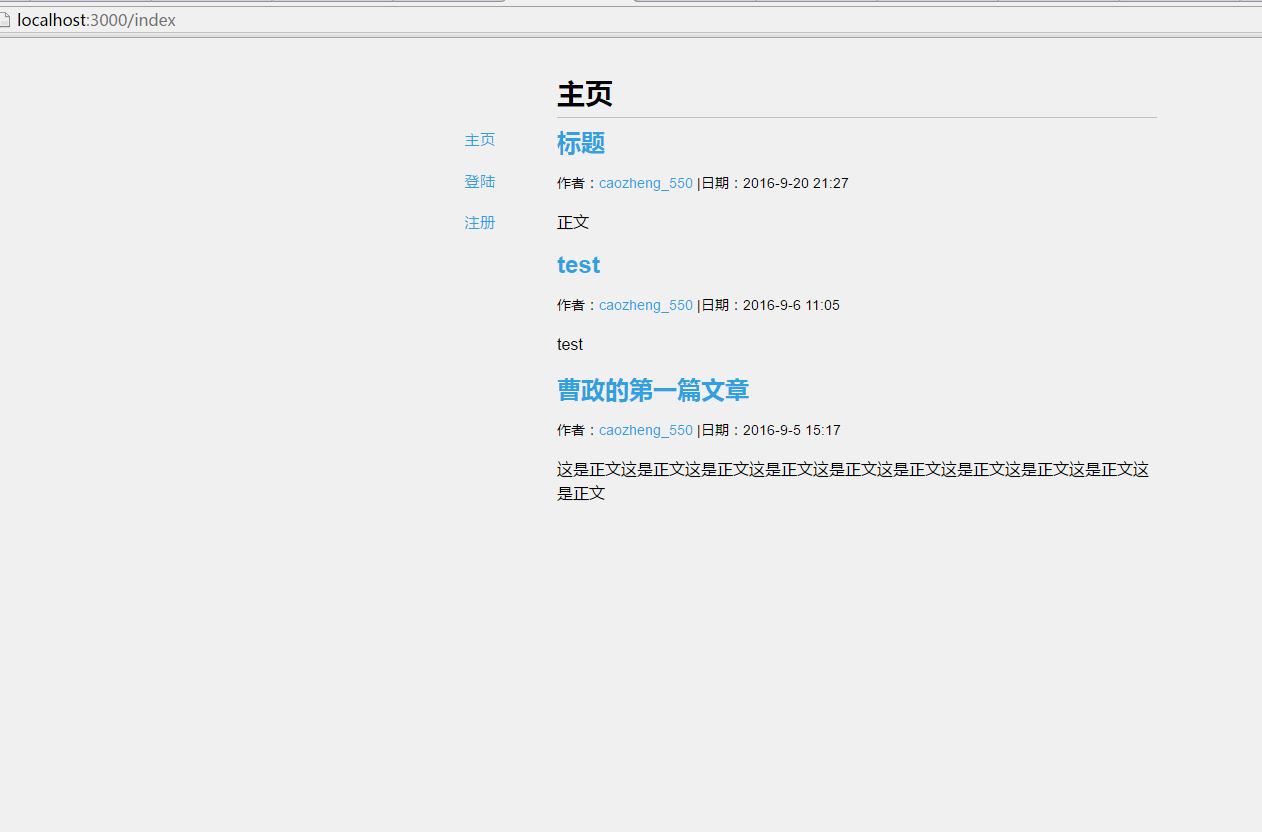 localhost:3000/index
主页
主页
登陆
注册
标题
作者：caozheng_550 |日期：2016-9-20 21:27
正文
test
作者：caozheng_550 |日期：2016-9-6 11:05
test
曹政的第一篇文章
作者：caozheng_550 |日期：2016-9-5 15:17
这是正文这是正文这是正文这是正文这是正文这是正文这是正文这是正文这是正文这
是正文